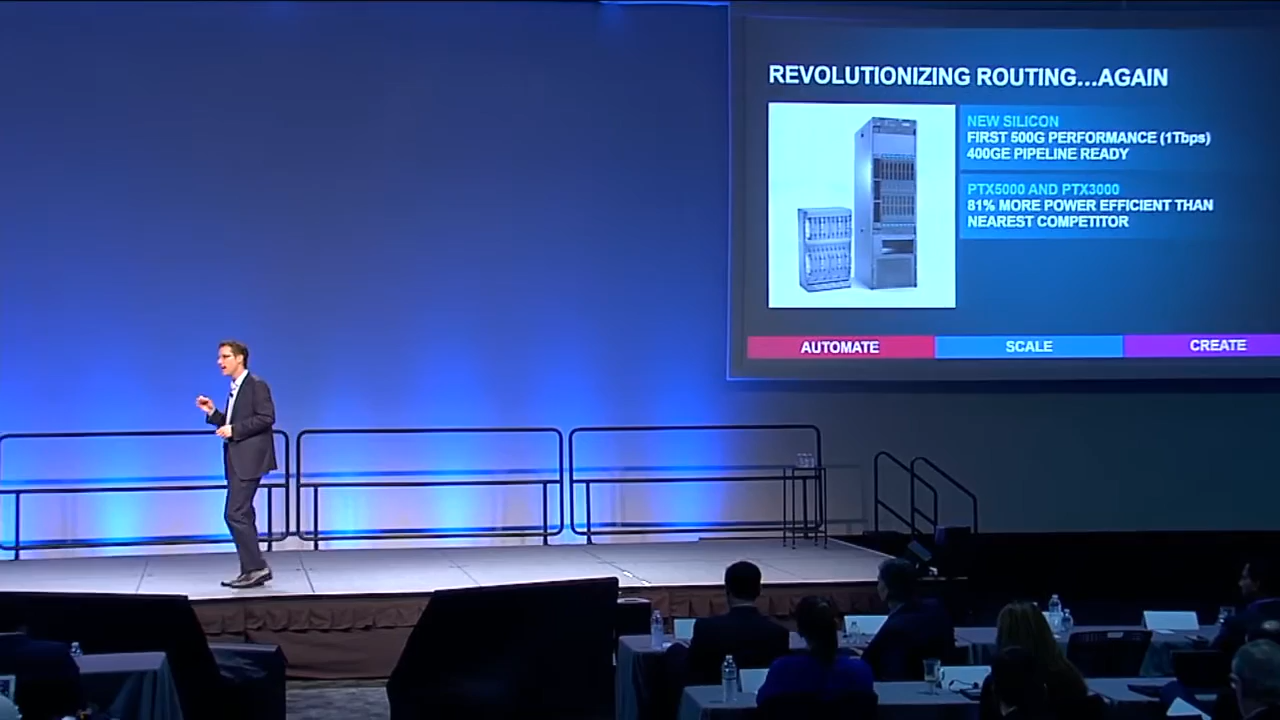 REVOLUTIONIZING ROUTING...AGAIN
NEW SILICON
FIRST 500G PERFORMANCE (1Tbps)
400GE PIPELINE READY
PTX5000 AND PTX3000
81% MORE POWER EFFICIENT THAN
NEAREST COMPETITOR
AUTOMATE
SCALE
CREATE